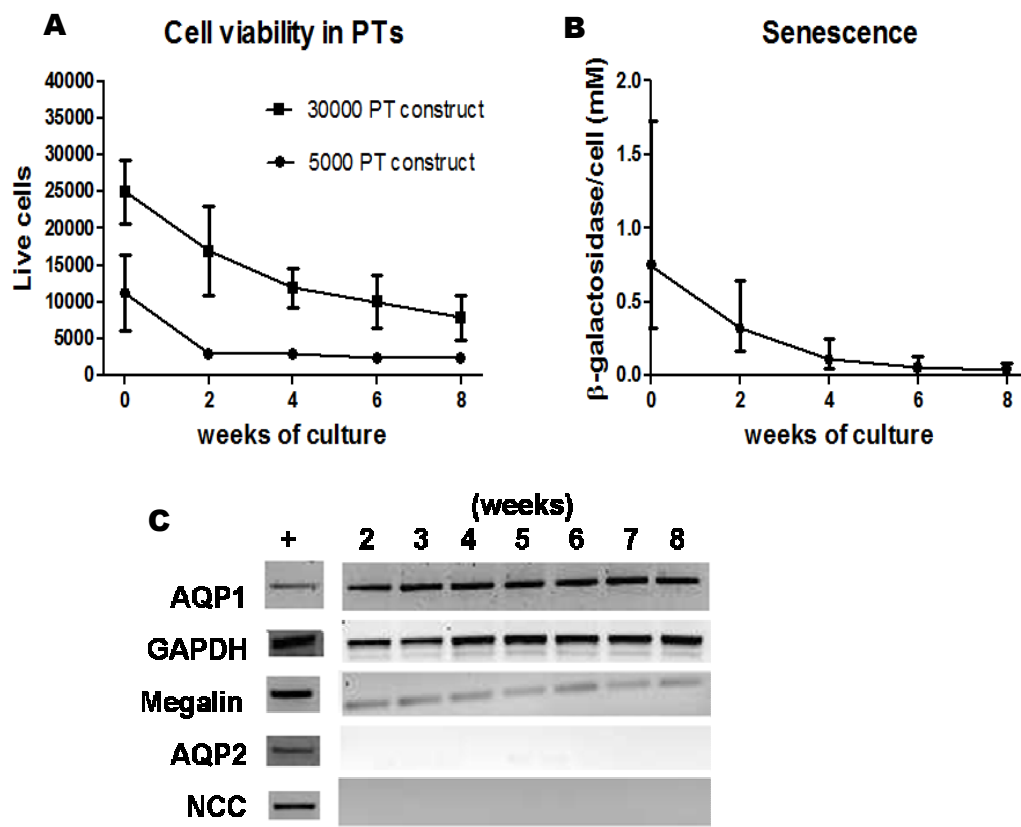 A
Cell viability in PTs
40000
35000
30000
25000
20000
15000
10000
5000
0
Live cells
30000 PT construct
5000 PT construct
0 2 4 6 8
weeks of culture
B
Senescence
2.0
1.5
1.0
0.5
0.0
β-galactosidase/cell (mM)
0 2 4 6 8
weeks of culture
C
(weeks)
+ 2 3 4 5 6 7 8
AQP1
GAPDH
Megalin
AQP2
NCC